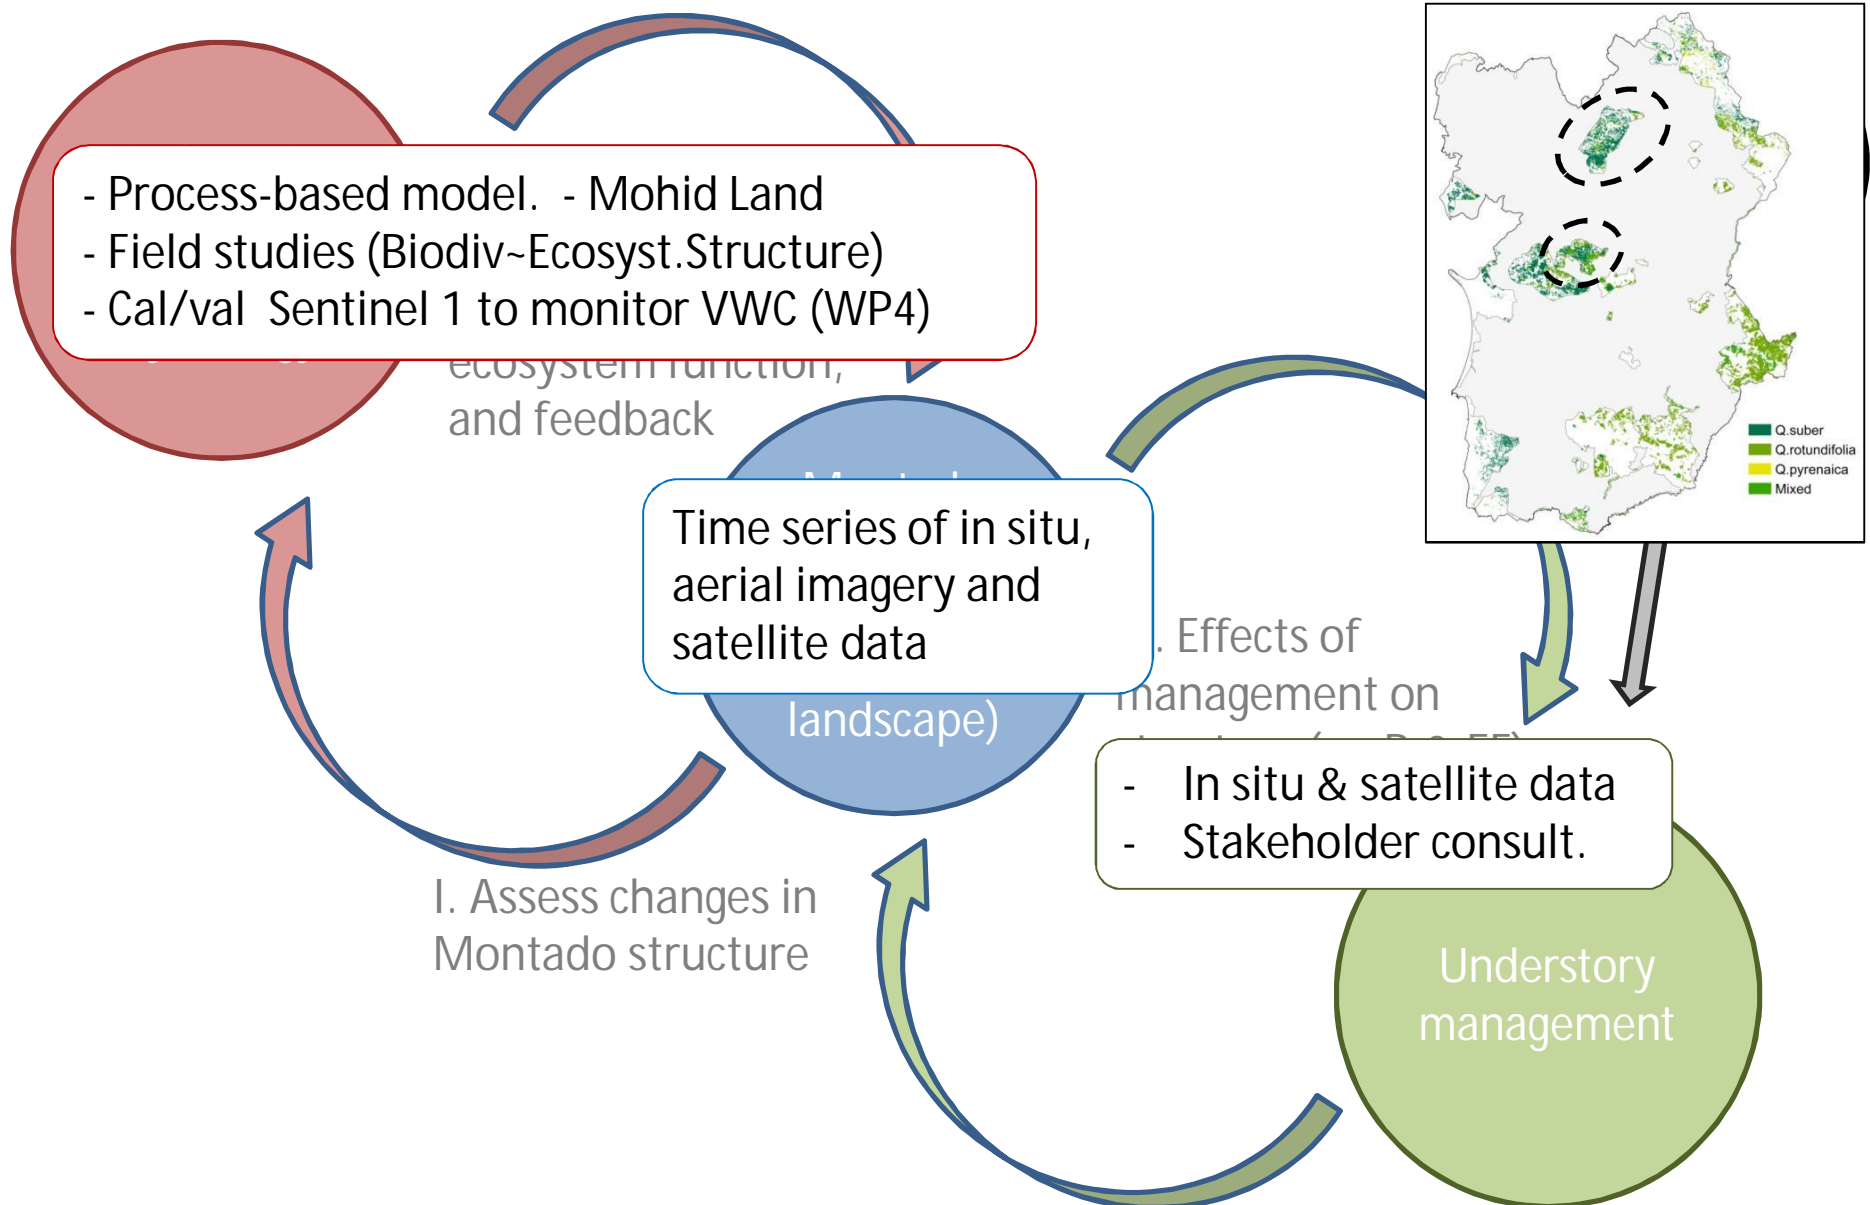 - Process-based model. - Mohid Land
- Field studies (Biodiv~Ecosyst.Structure)
- Cal/val Sentinel 1 to monitor VWC (WP4)
ecosystem function,
and feedback
Q.suber
Q.rotundifolia
Q.pyrenaica
Mixed
Time series of in situ,
aerial imagery and
satellite data
landscape)
. Effects of
management on
- In situ & satellite data
- Stakeholder consult.
I. Assess changes in
Montado structure
Understory
management